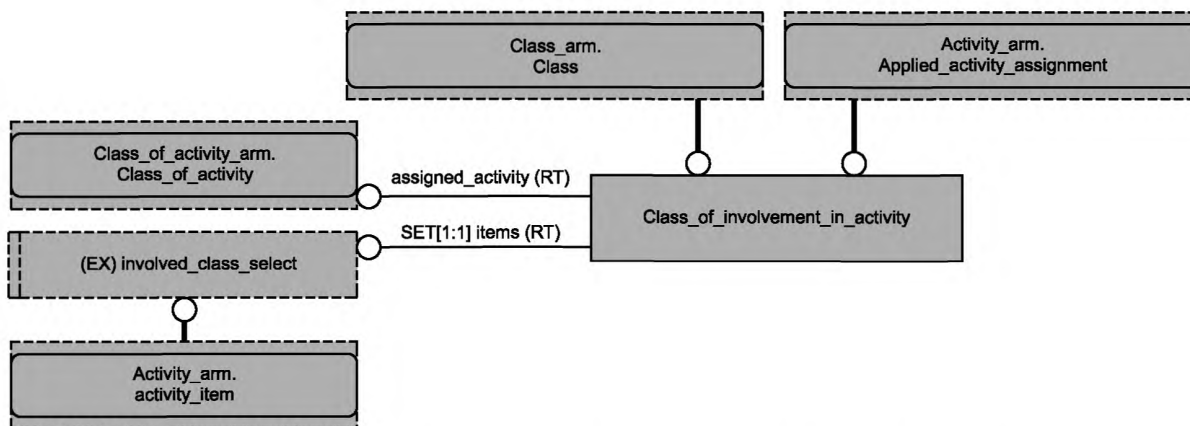 Class_arm.
Class
Activity_arm.
Applied_activity_assignment
Class_of_activity_arm.
Class_of_activity
assigned_activity (RT)
Class_of_involvement_in_activity
SET[1:1] items (RT)
(EX) involved_class_select
Activity_arm.
activity_item